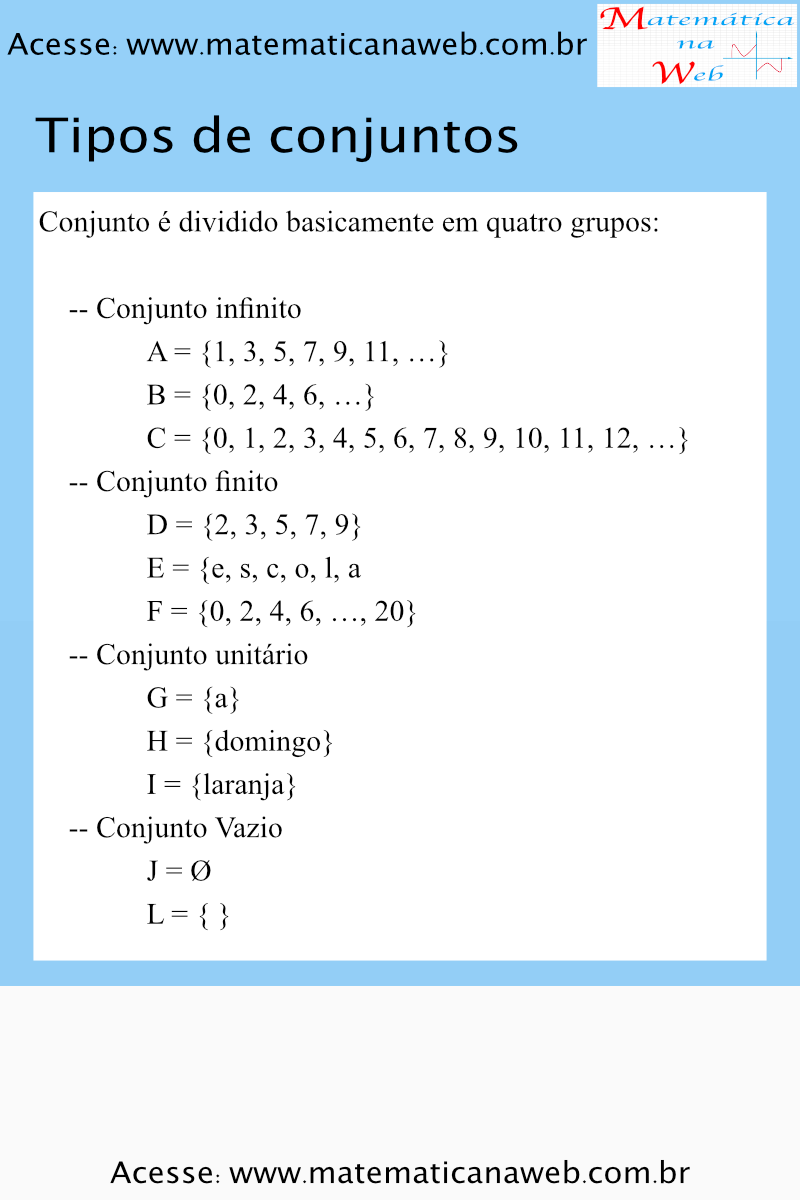 Acesse: www.matematicanaweb.com.br
Matemática
na
Web
Tipos de conjuntos
Conjunto é dividido basicamente em quatro grupos:
-- Conjunto infinito
A = {1, 3, 5, 7, 9, 11, …}
B = {0, 2, 4, 6, …}
C = {0, 1, 2, 3, 4, 5, 6, 7, 8, 9, 10, 11, 12, …}
-- Conjunto finito
D = {2, 3, 5, 7, 9}
E = {e, s, c, o, l, a
F = {0, 2, 4, 6, …, 20}
-- Conjunto unitário
G = {a}
H = {domingo}
I = {laranja}
-- Conjunto Vazio
J = Ø
L = { }
Acesse: www.matematicanaweb.com.br